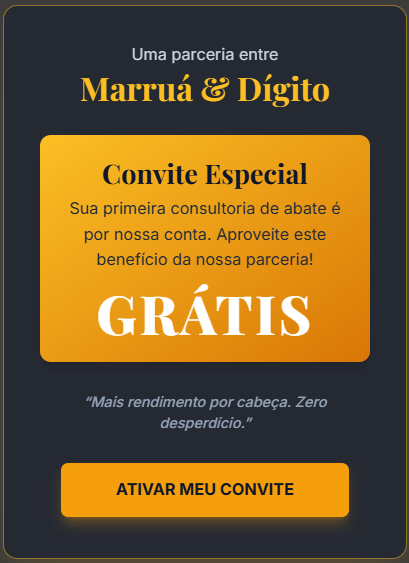 Uma parceria entre
Marruá & Dígito
Convite Especial
Sua primeira consultoria de abate é
por nossa conta. Aproveite este
benefício da nossa parceria!
GRÁTIS
“Mais rendimento por cabeça. Zero
desperdício.”
ATIVAR MEU CONVITE